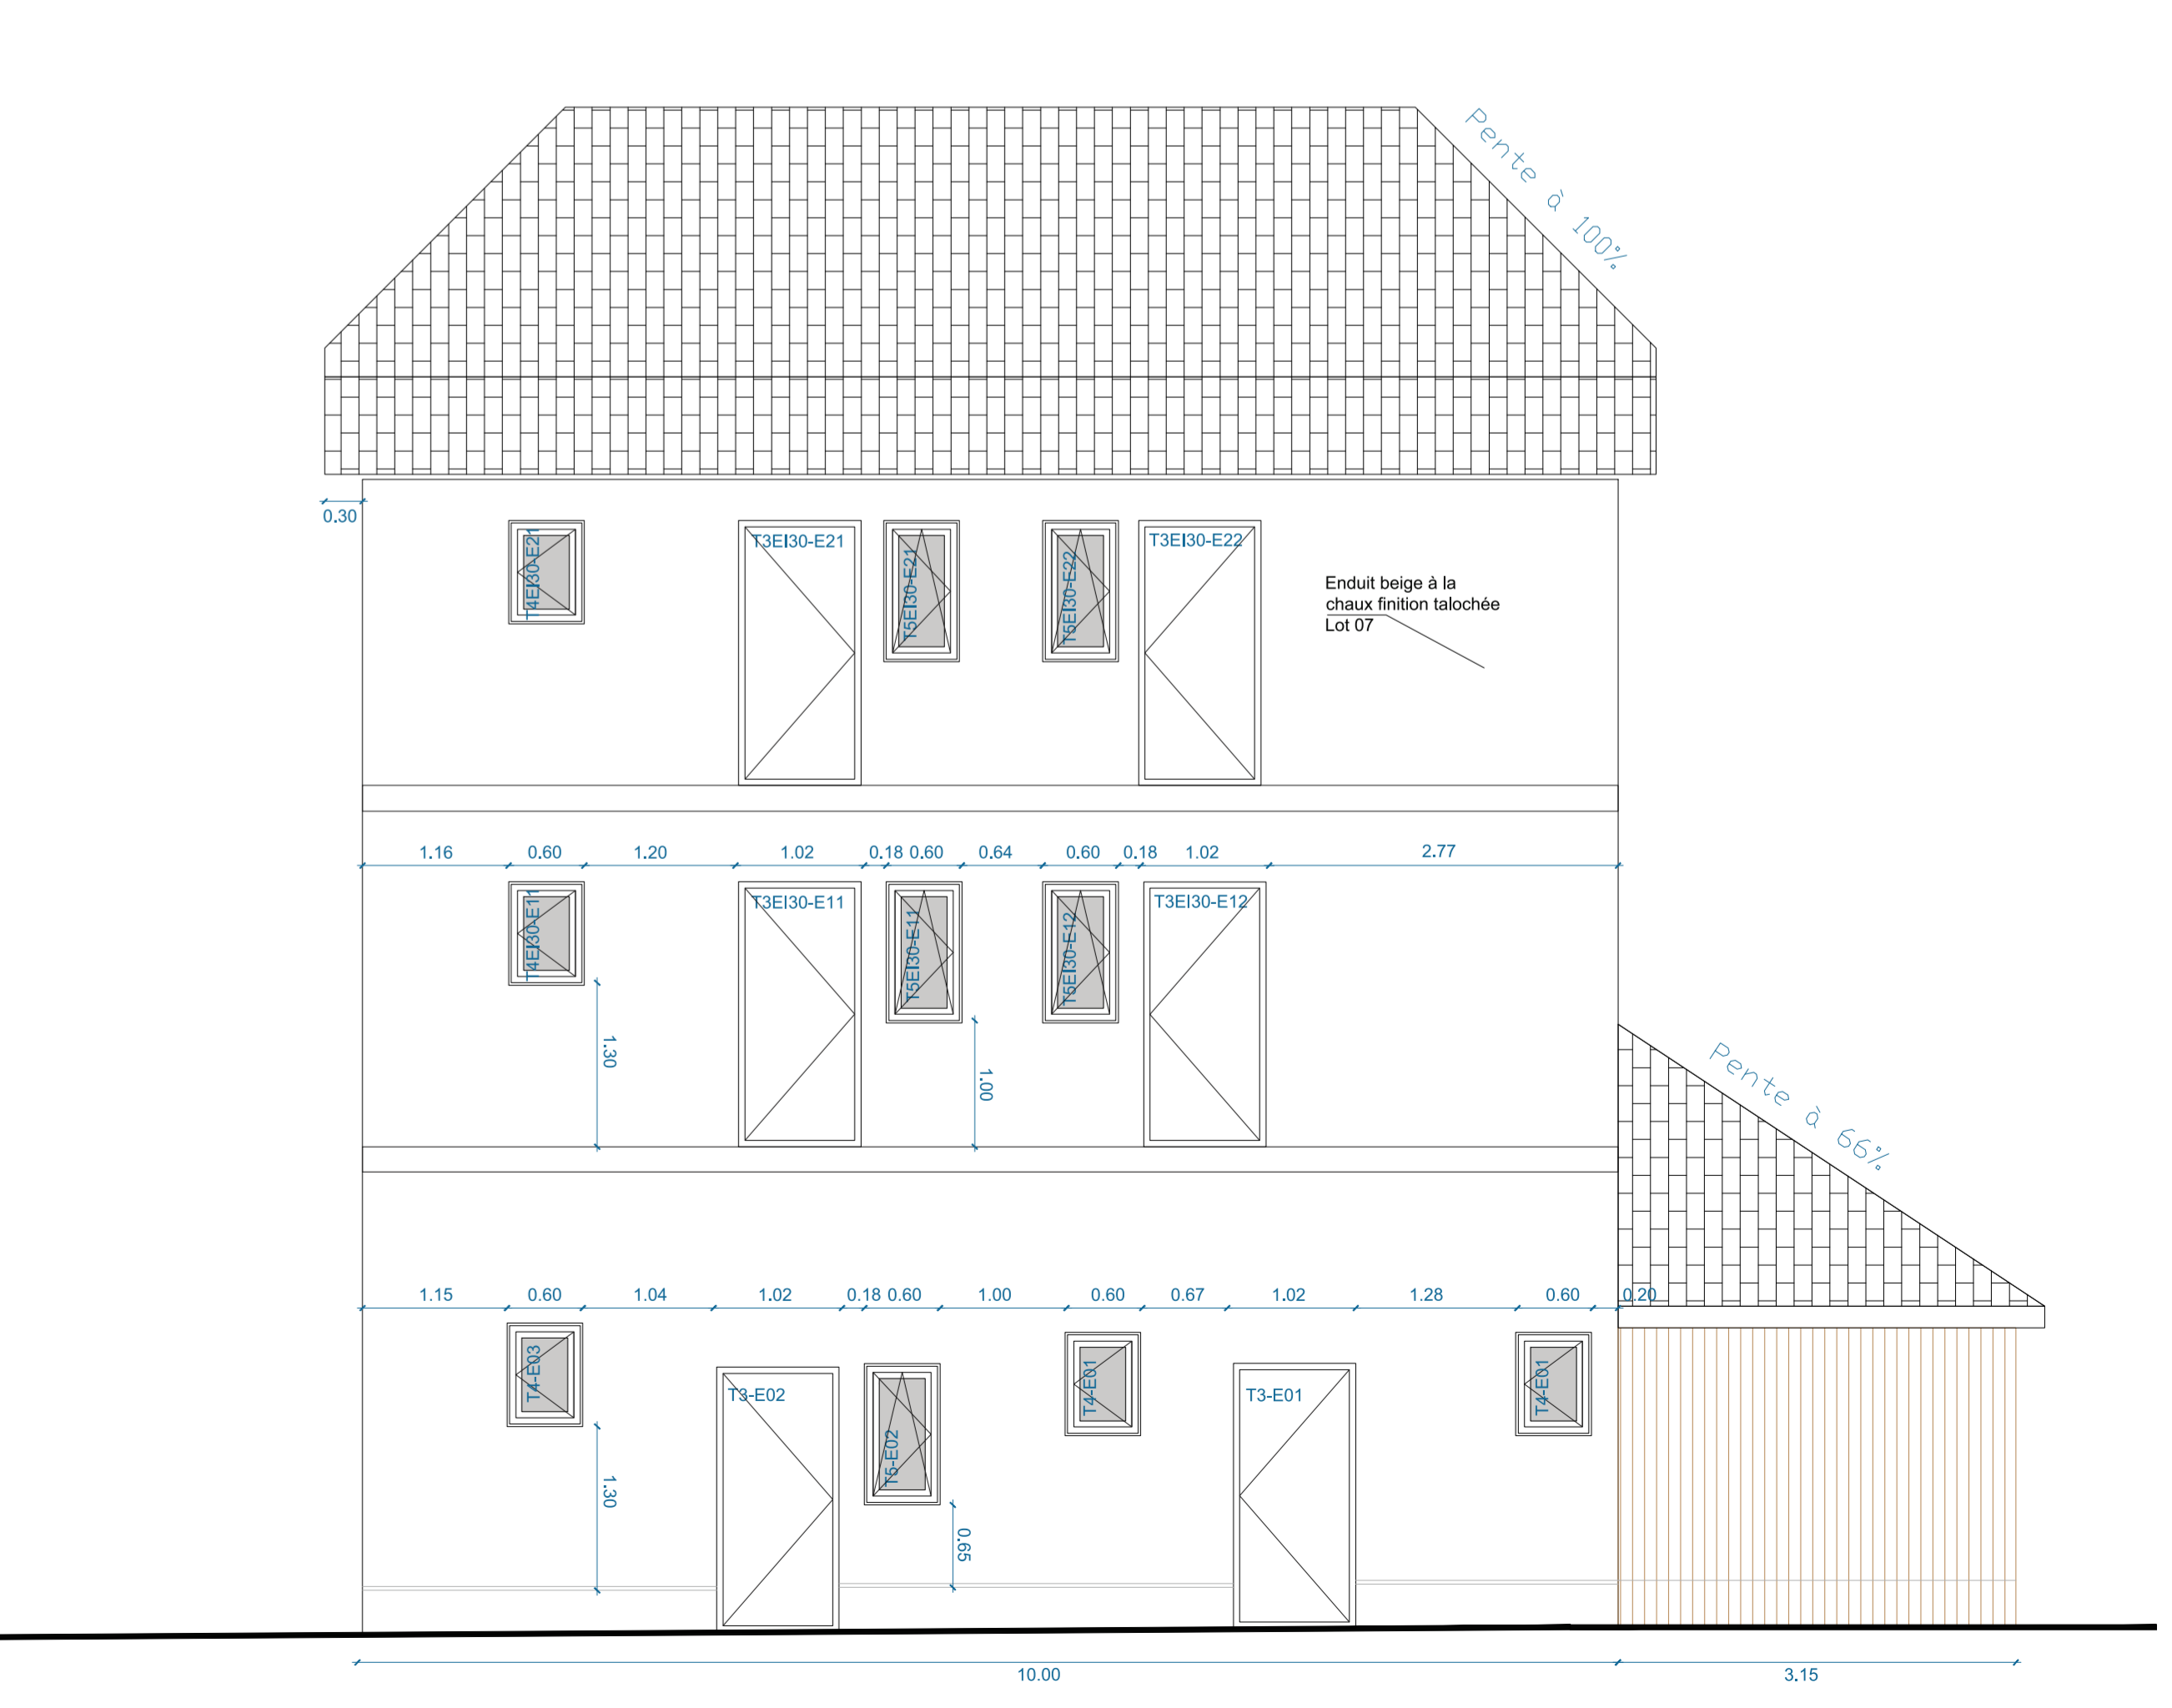 Pente à 100%
0.30
T4EI30-E21
T3EI30-E21
T5EI30-E21
T5EI30-E22
T3EI30-E22
Enduit beige à la
chaux finition talochée
Lot 07
1.16
0.60
1.20
1.02
0.18
0.60
0.64
0.60
0.18
1.02
2.77
T4EI30-E11
T3EI30-E11
T5EI30-E11
T5EI30-E12
T3EI30-E12
1.30
1.00
Pente à 66%
1.15
0.60
1.04
1.02
0.18
0.60
1.00
0.60
0.67
1.02
1.28
0.60
0.20
T4-E03
T3-E02
T5-E02
T4-E01
T3-E01
T4-E01
1.30
0.65
10.00
3.15